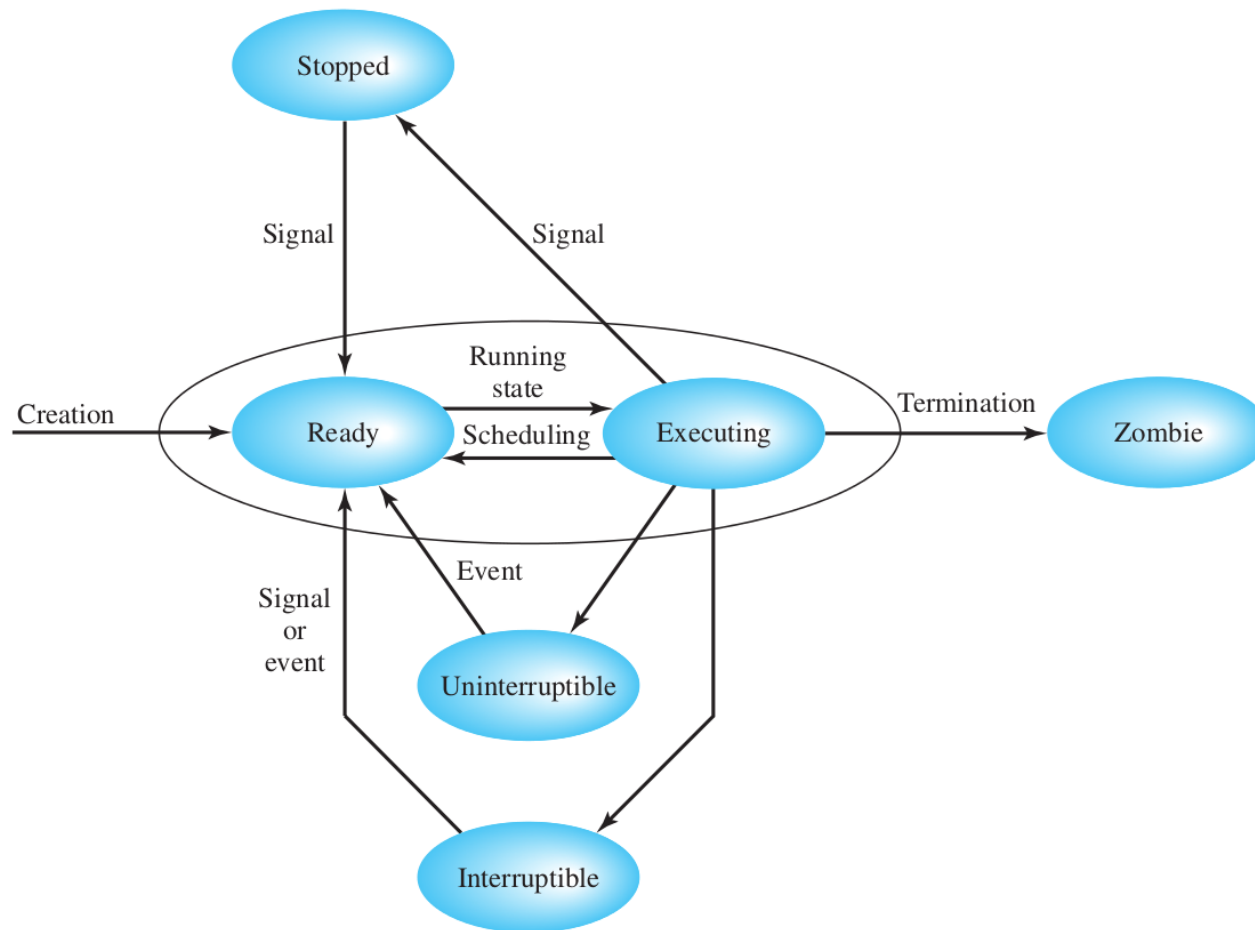 Stopped
Signal
Signal
Running
state
Creation
Termination
Ready
Scheduling
Executing
Zombie
Event
Signal
or
event
Uninterruptible
Interruptible